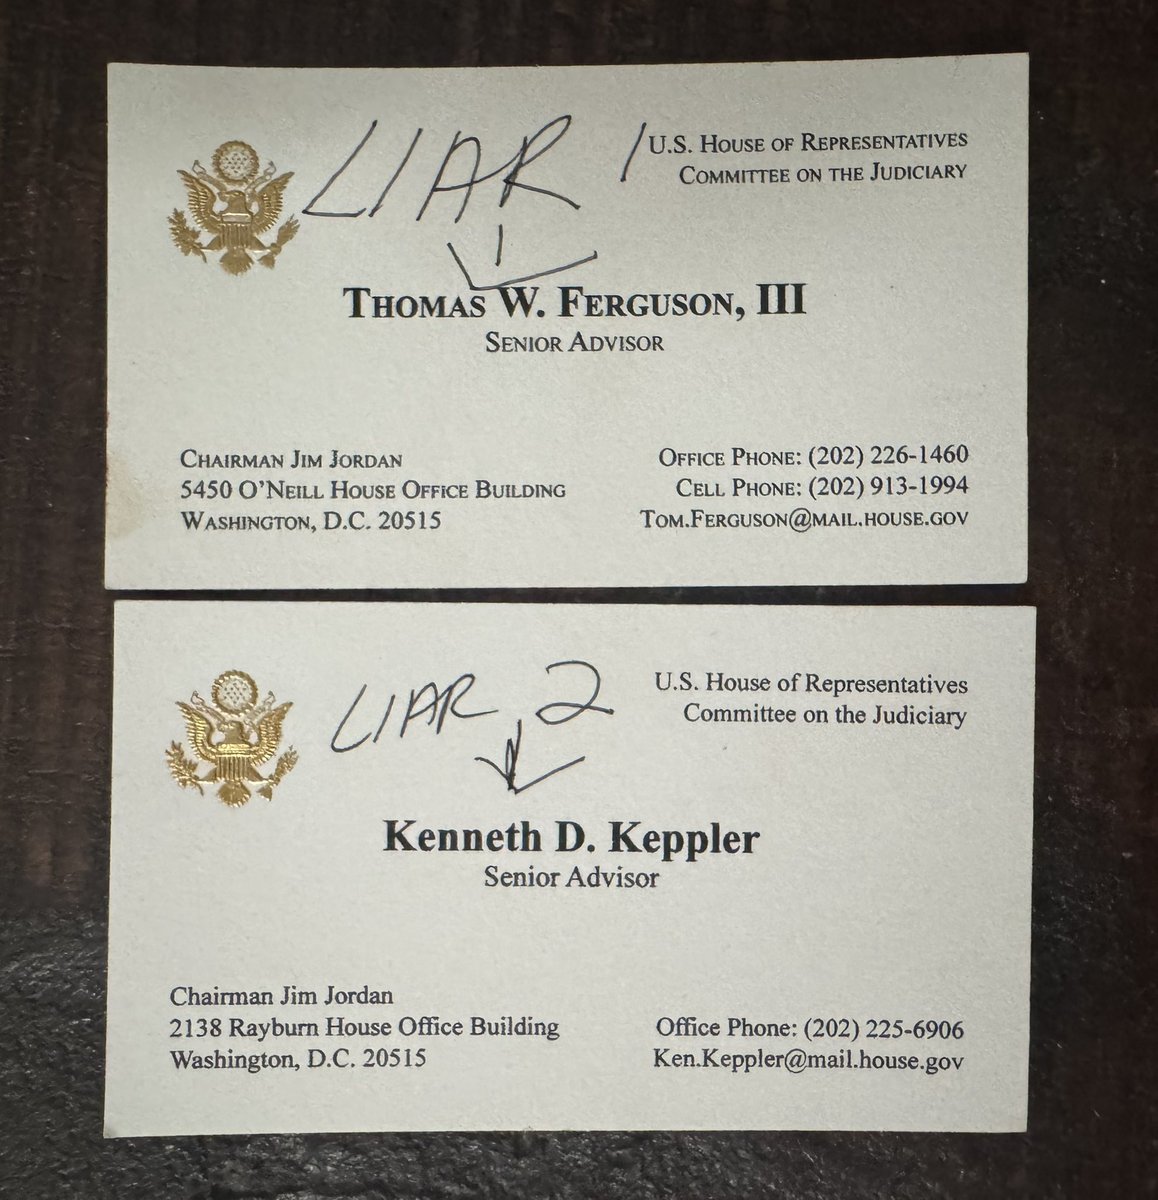 LIAR 1
U.S. House of Representatives
Committee on the Judiciary
Thomas W. Ferguson, III
Senior Advisor
Chairman Jim Jordan
5450 O'Neill House Office Building
Washington, D.C. 20515
Office Phone: (202) 226-1460
Cell Phone: (202) 913-1994
Tom.Ferguson@mail.house.gov
LIAR 2
U.S. House of Representatives
Committee on the Judiciary
Kenneth D. Keppler
Senior Advisor
Chairman Jim Jordan
2138 Rayburn House Office Building
Washington, D.C. 20515
Office Phone: (202) 225-6906
Ken.Keppler@mail.house.gov